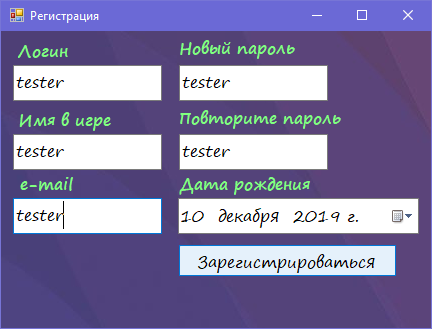 Регистрация
Логин
Новый пароль
tester
tester
Имя в игре
Повторите пароль
tester
tester
e-mail
Дата рождения
tester
10 декабря 2019 г.
Зарегистрироваться